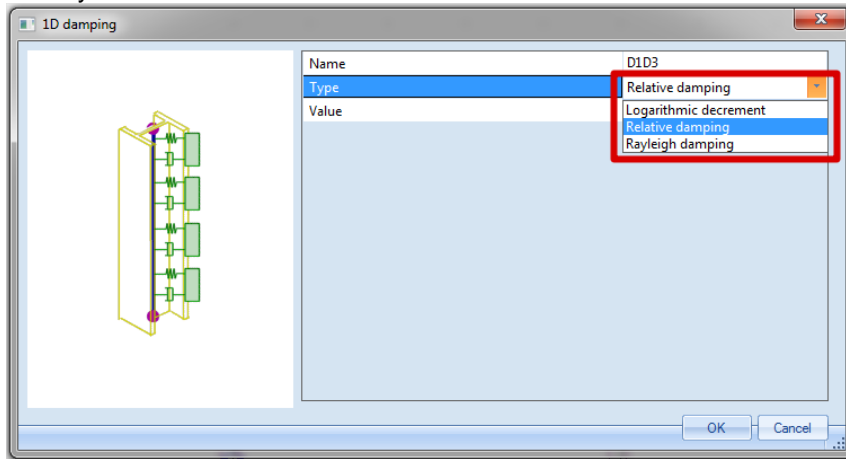 1D damping
Name D1D3
Type Relative damping
Value
Logarithmic decrement
Relative damping
Rayleigh damping
OK Cancel